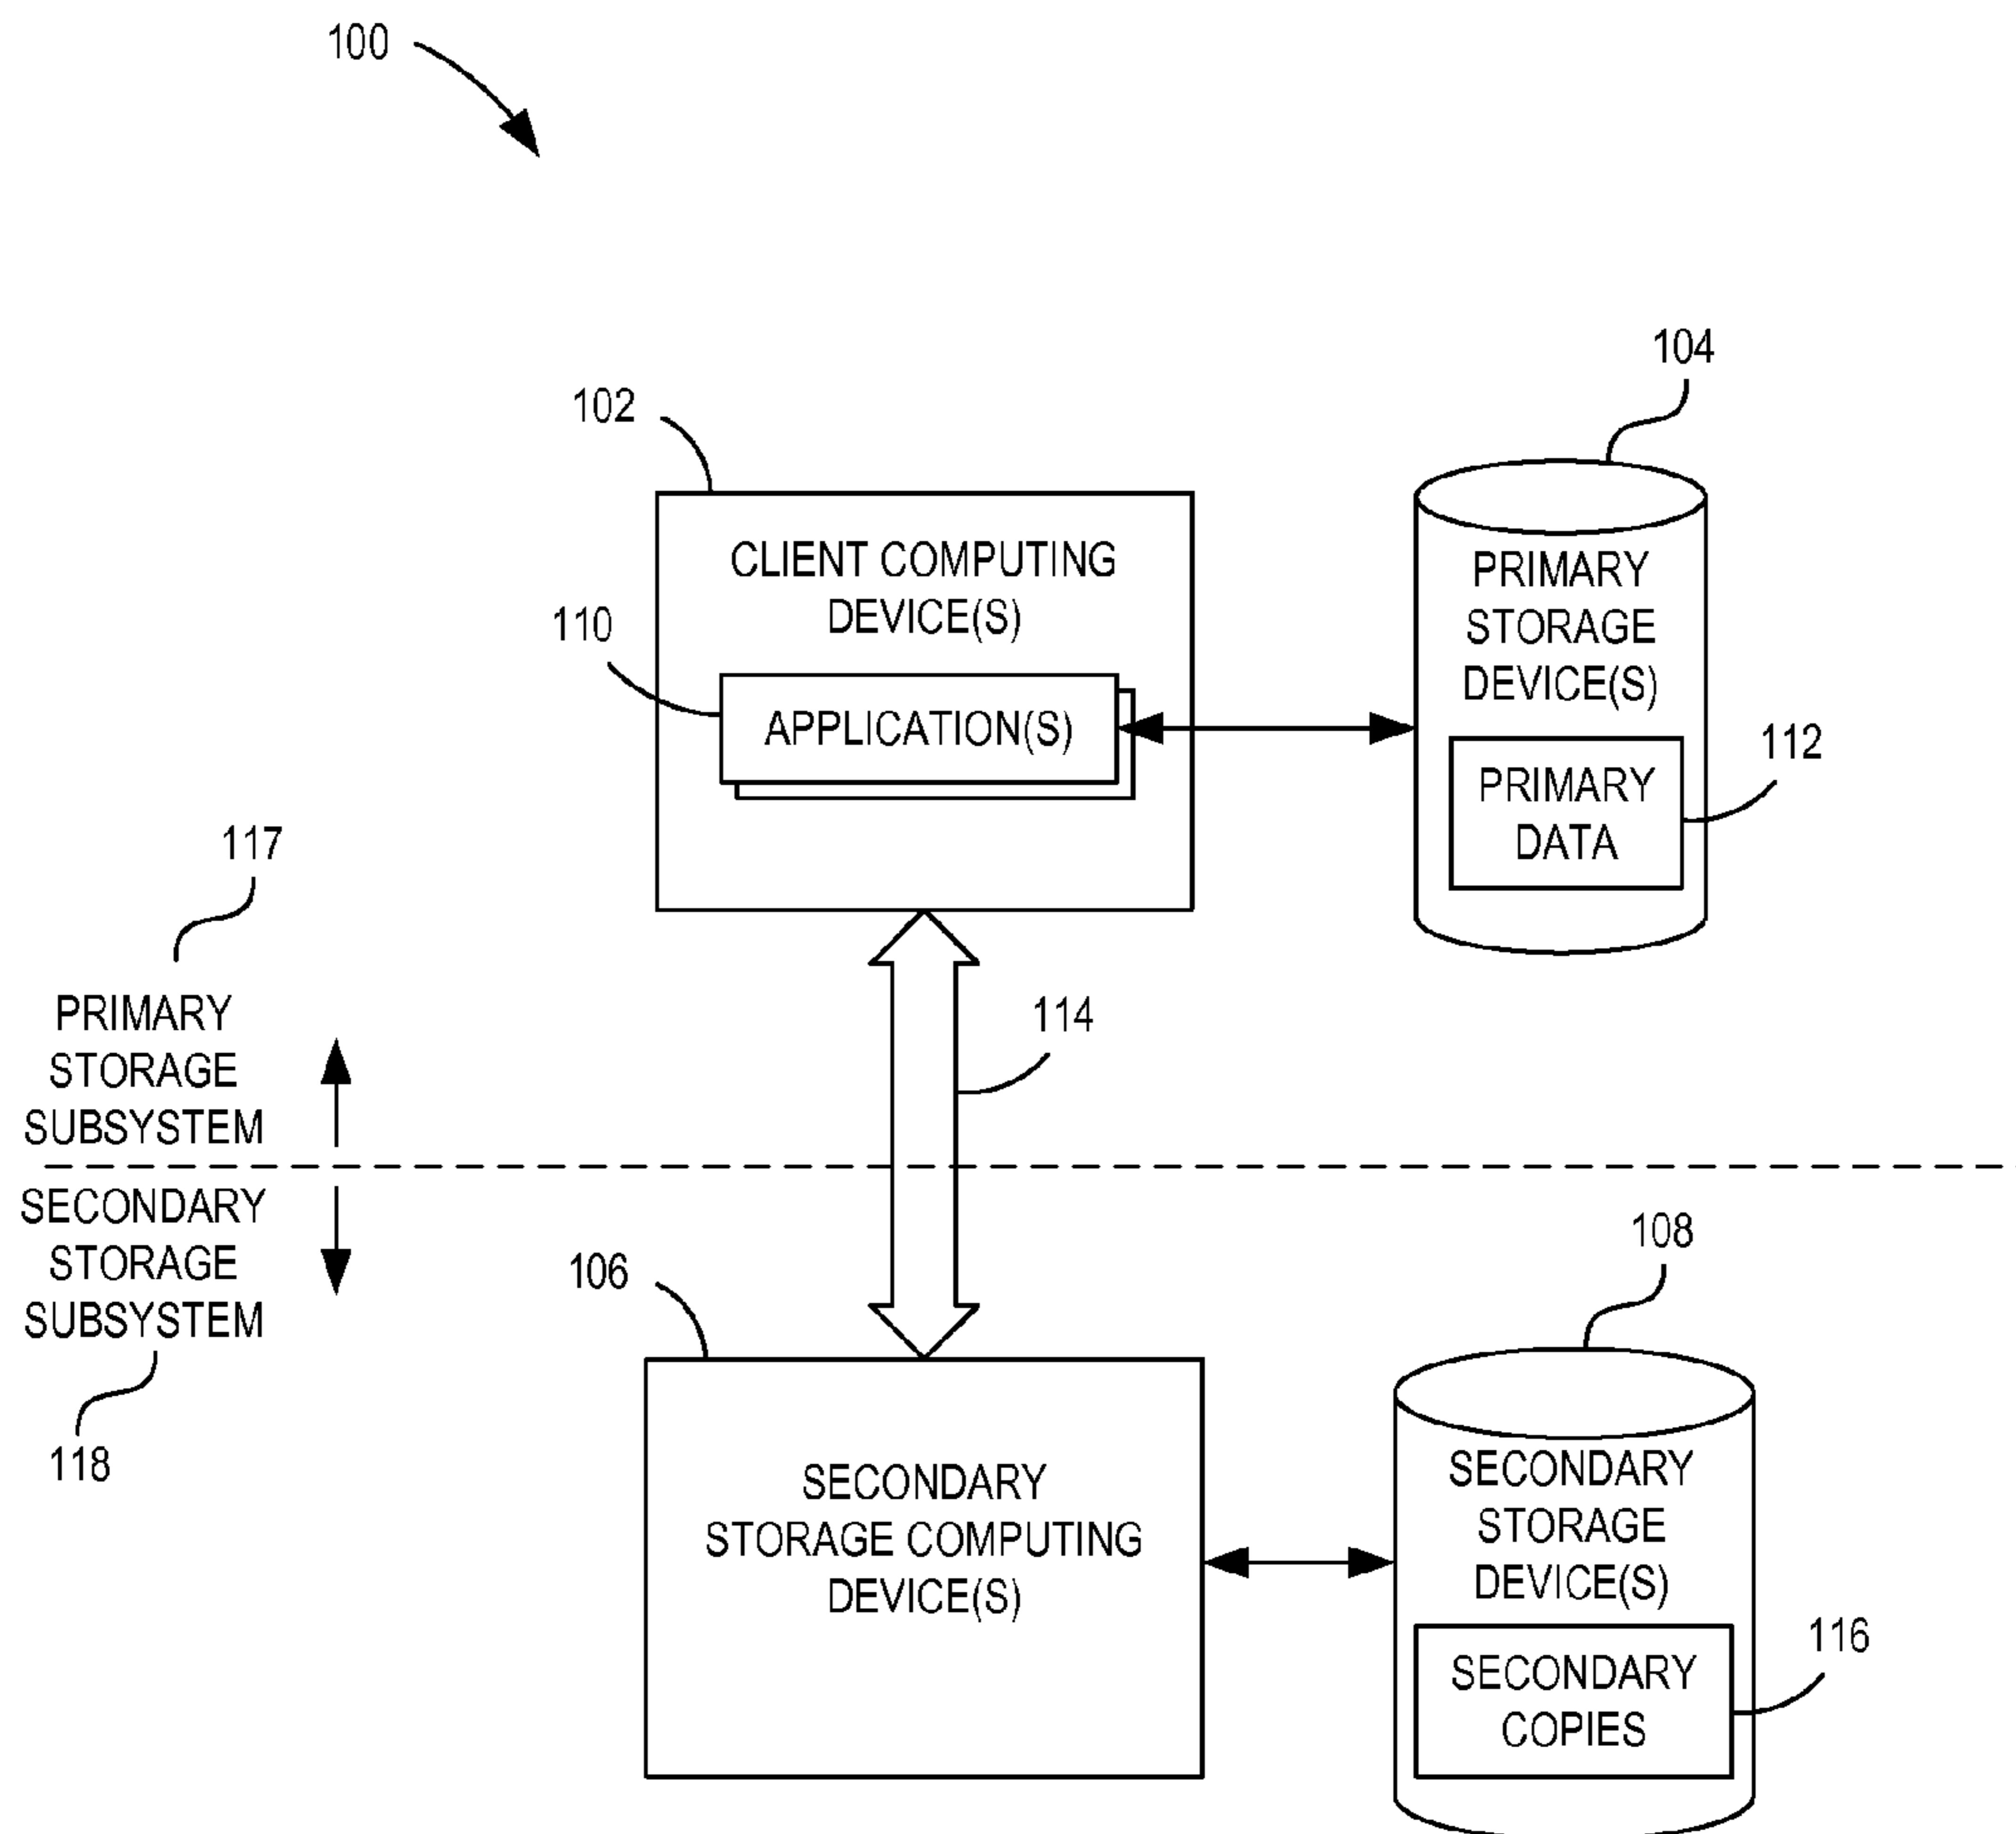 100
104
102
CLIENT COMPUTING
DEVICE(S)
110
APPLICATION(S)
PRIMARY
STORAGE
DEVICE(S)
112
PRIMARY
DATA
117
PRIMARY
STORAGE
SUBSYSTEM
114
SECONDARY
STORAGE
SUBSYSTEM
118
106
108
SECONDARY
STORAGE COMPUTING
DEVICE(S)
SECONDARY
STORAGE
DEVICE(S)
116
SECONDARY
COPIES